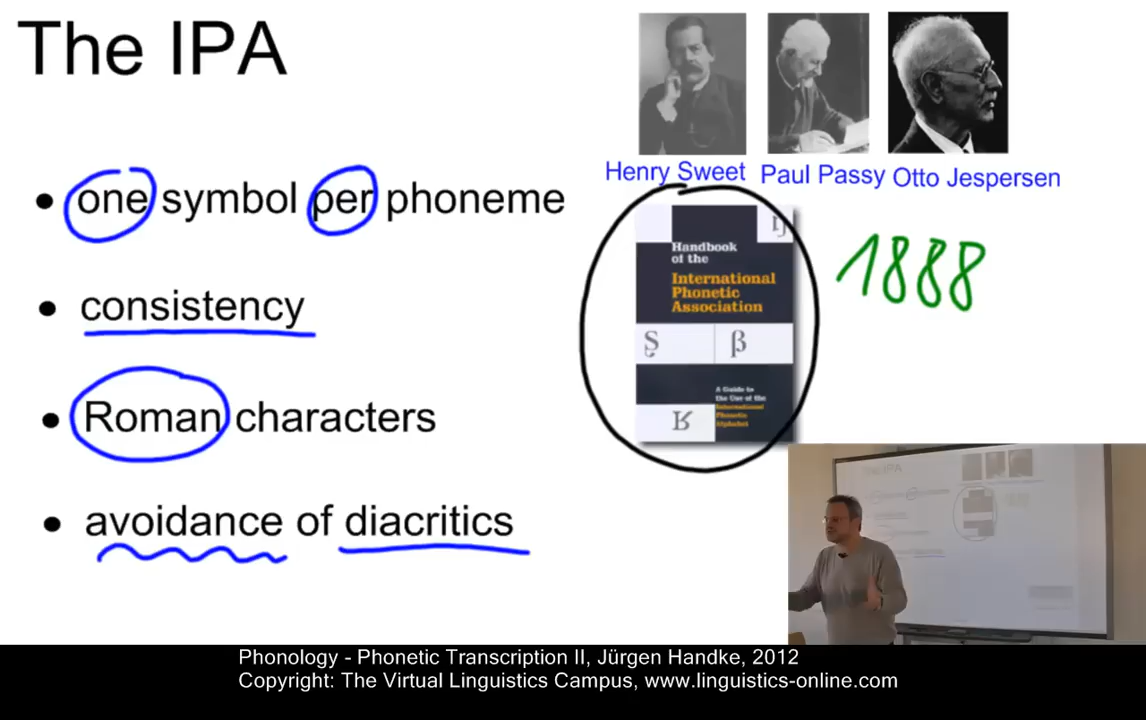 The IPA
• one symbol per phoneme
• consistency
• Roman characters
• avoidance of diacritics
Henry Sweet
Paul Passy
Otto Jespersen
Handbook
of the
International
Phonetic
Association
1888
A Guide to
the Use of the
International
Phonetic
Alphabet
Phonology - Phonetic Transcription II, Jürgen Handke, 2012
Copyright: The Virtual Linguistics Campus, www.linguistics-online.com